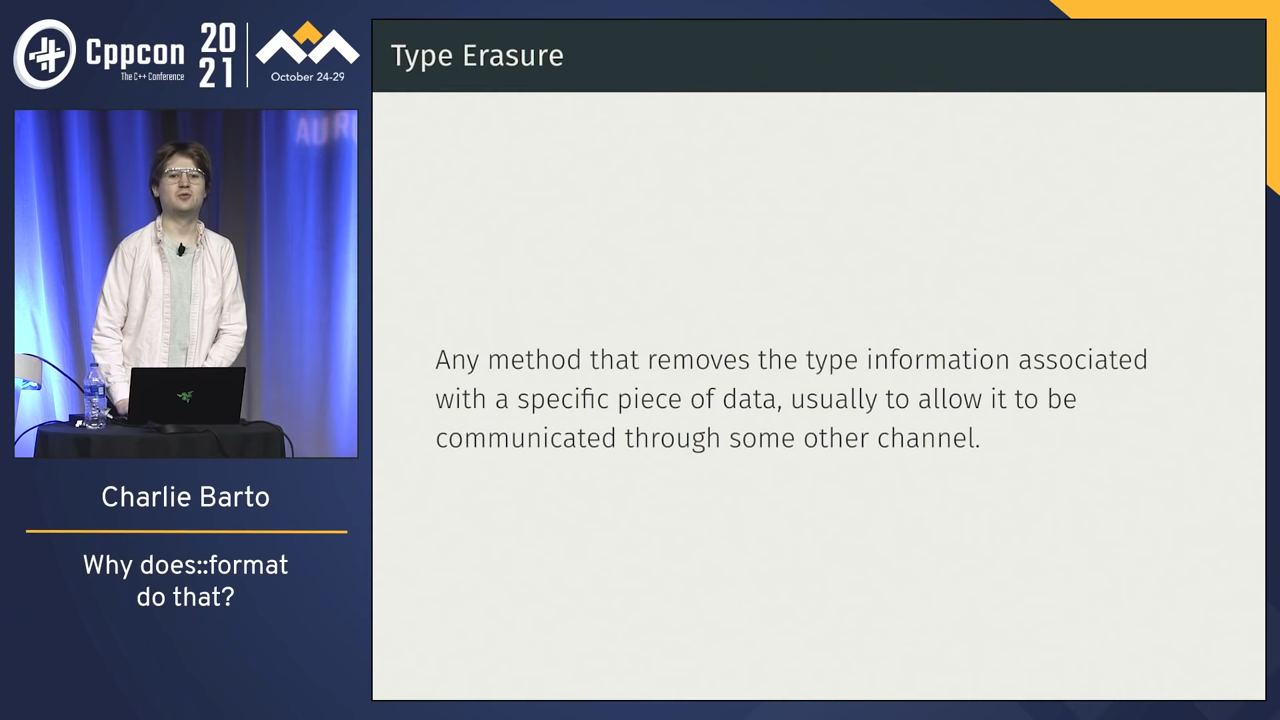 Cppcon
The C++ Conference
20
21
October 24-29
Type Erasure
Any method that removes the type information associated
with a specific piece of data, usually to allow it to be
communicated through some other channel.
Charlie Barto
Why does::format
do that?